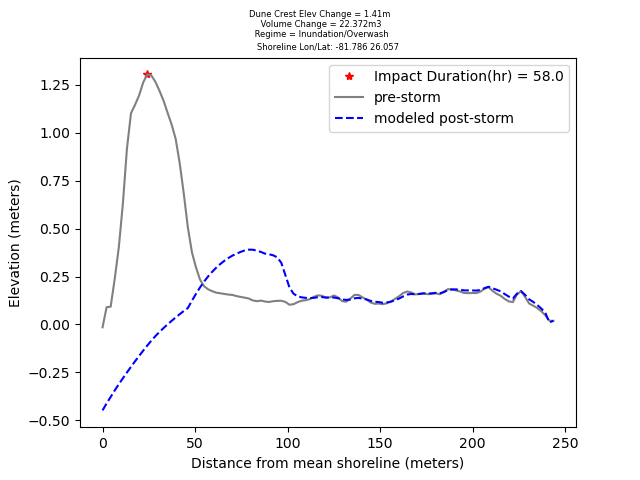 Dune Crest Elev Change = 1.41m
Volume Change = 22.372m3
Regime = Inundation/Overwash
Shoreline Lon/Lat: -81.786 26.057
Impact Duration(hr) = 58.0
pre-storm
modeled post-storm
Elevation (meters)
1.25
1.00
0.75
0.50
0.25
0.00
−0.25
−0.50
0 50 100 150 200 250
Distance from mean shoreline (meters)